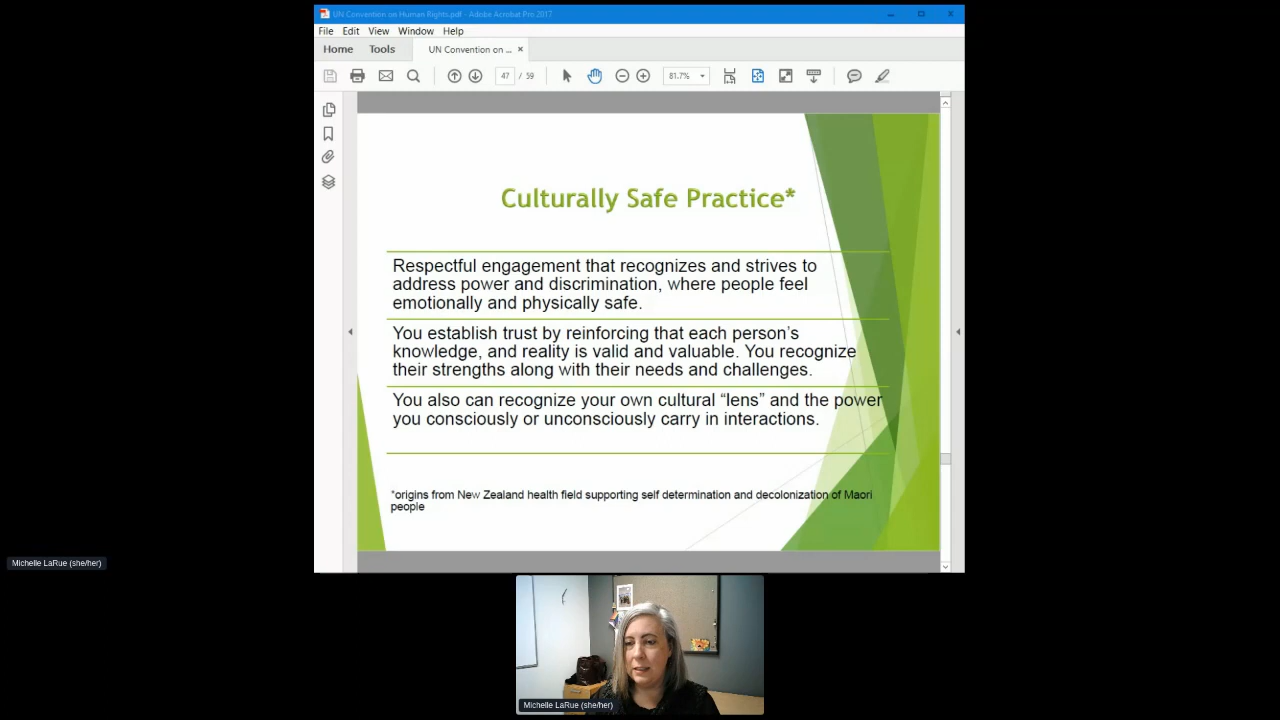 UN Convention on Human Rights.pdf - Adobe Acrobat Pro 2017
File Edit View Window Help
Home Tools UN Convention on ... ×
47 / 59 81.7%
Culturally Safe Practice*
Respectful engagement that recognizes and strives to
address power and discrimination, where people feel
emotionally and physically safe.
You establish trust by reinforcing that each person's
knowledge, and reality is valid and valuable. You recognize
their strengths along with their needs and challenges.
You also can recognize your own cultural “lens” and the power
you consciously or unconsciously carry in interactions.
*origins from New Zealand health field supporting self determination and decolonization of Maori
people
Michelle LaRue (she/her)
Michelle LaRue (she/her)